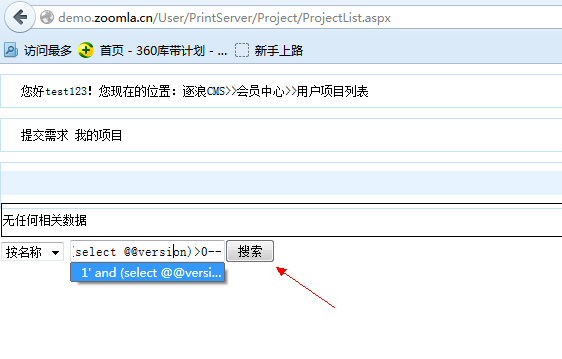 demo.zoomla.cn/User/PrintServer/Project/ProjectList.aspx
访问最多 首页 - 360库带计划 - ... 新手上路
您好test123! 您现在的位置: 逐浪CMS>>会员中心>>用户项目列表
提交需求 我的项目
无任何相关数据
按名称 (select @@version)>0-- 搜索
1' and (select @@versi...